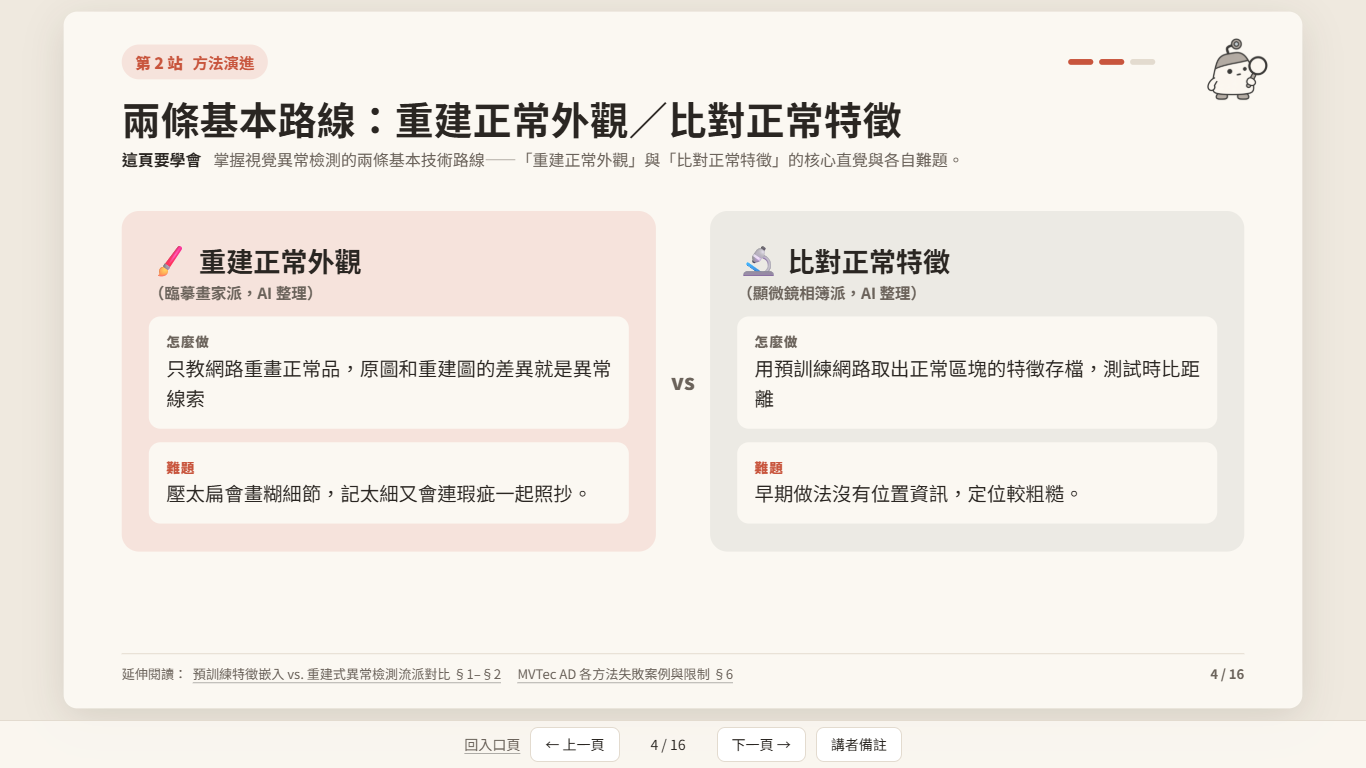 第 2 站 方法演進
兩條基本路線：重建正常外觀／比對正常特徵
這頁要學會 掌握視覺異常檢測的兩條基本技術路線——「重建正常外觀」與「比對正常特徵」的核心直覺與各自難題。
重建正常外觀
（臨摹畫家派，AI 整理）
怎麼做
只教網路重畫正常品，原圖和重建圖的差異就是異常
線索
難題
壓太扁會畫糊細節，記太細又會連瑕疵一起照抄。
VS
比對正常特徵
（顯微鏡相簿派，AI 整理）
怎麼做
用預訓練網路取出正常區塊的特徵存檔，測試時比距
離
難題
早期做法沒有位置資訊，定位較粗糙。
延伸閱讀： 預訓練特徵嵌入 vs. 重建式異常檢測流派對比 §1–§2 MVTec AD 各方法失敗案例與限制 §6
4 / 16
回入口頁 ← 上一頁 4 / 16 下一頁 → 講者備註